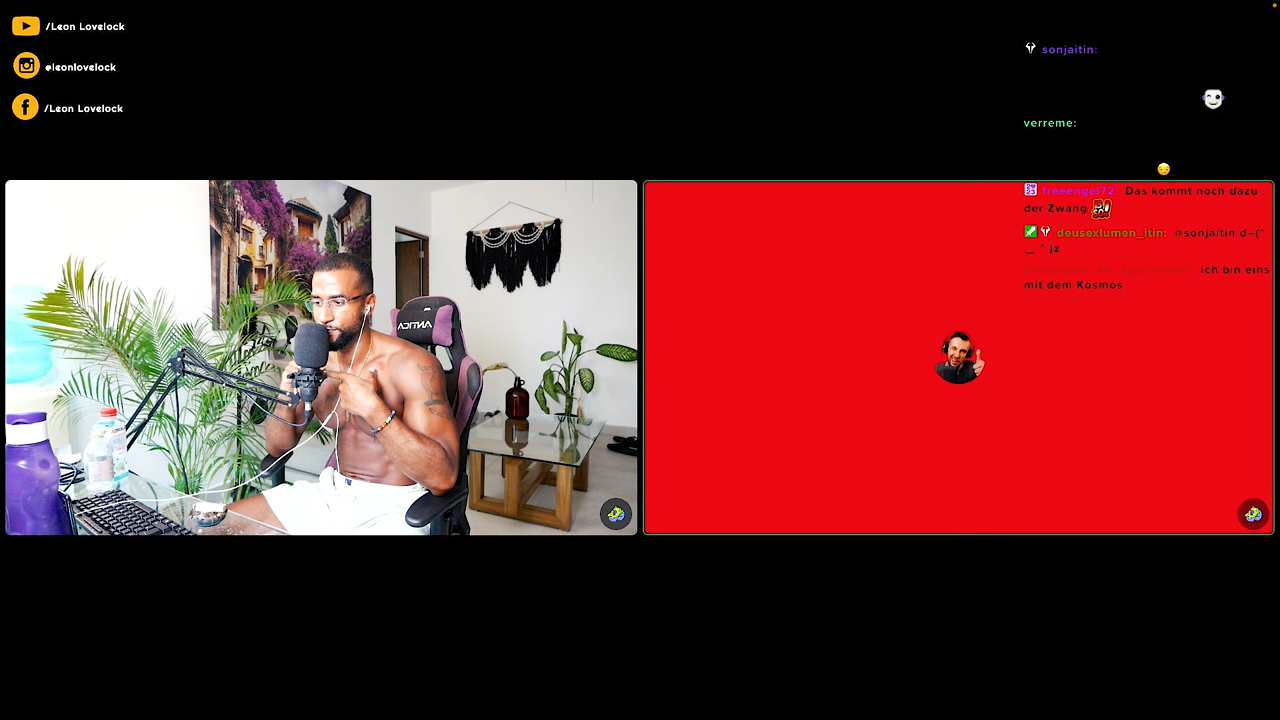 /Leon Lovelock
@leonlovelock
/Leon Lovelock
sonjaitin:
verreme:
freeengel72: Das kommt noch dazu .
der Zwang
deusexlumen_itin: @sonjaitin d~(^
‿ ^ )z
ich bin eins
mit dem Kosmos
ANTICA